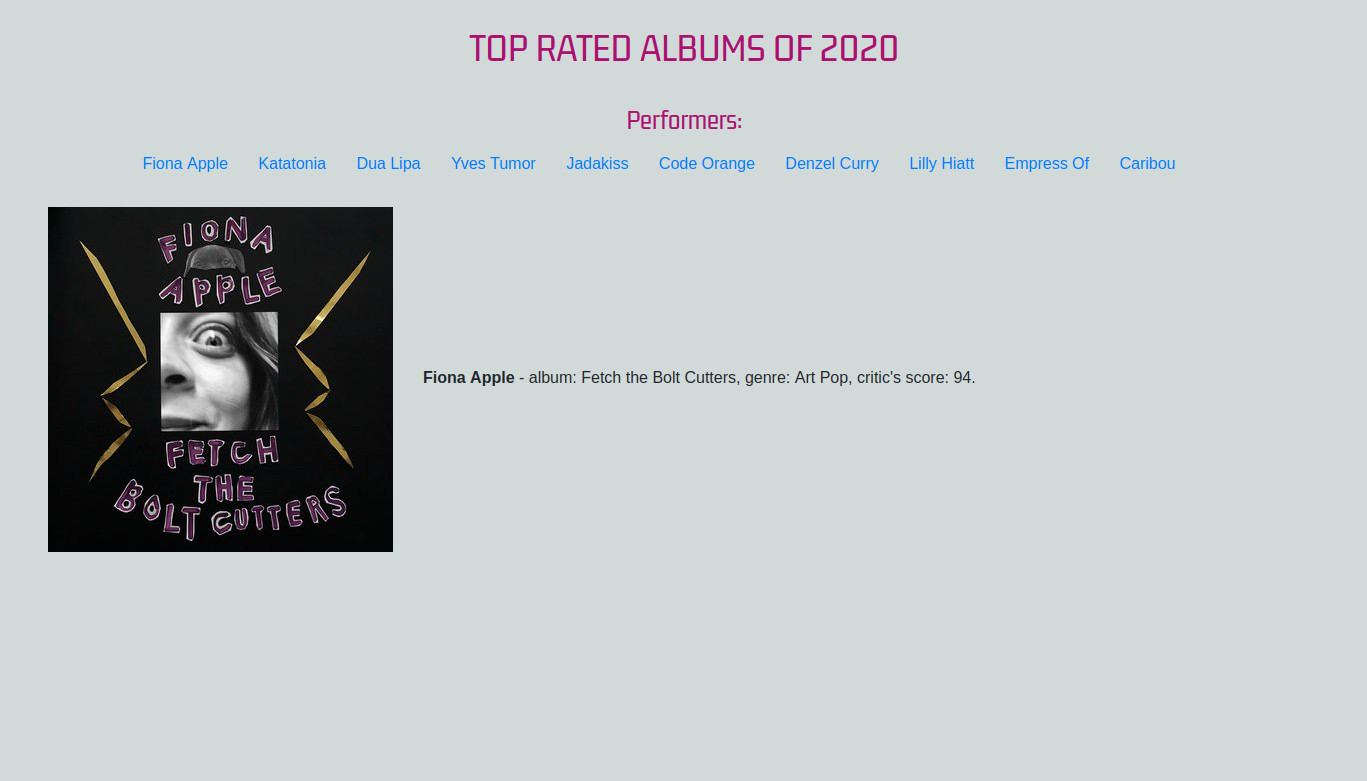 TOP RATED ALBUMS OF 2020
Performers:
Fiona Apple Katatonia Dua Lipa Yves Tumor Jadakiss Code Orange Denzel Curry Lilly Hiatt Empress Of Caribou
FIONA
APPLE
FETCH
THE
BOLT CUTTERS
Fiona Apple - album: Fetch the Bolt Cutters, genre: Art Pop, critic's score: 94.